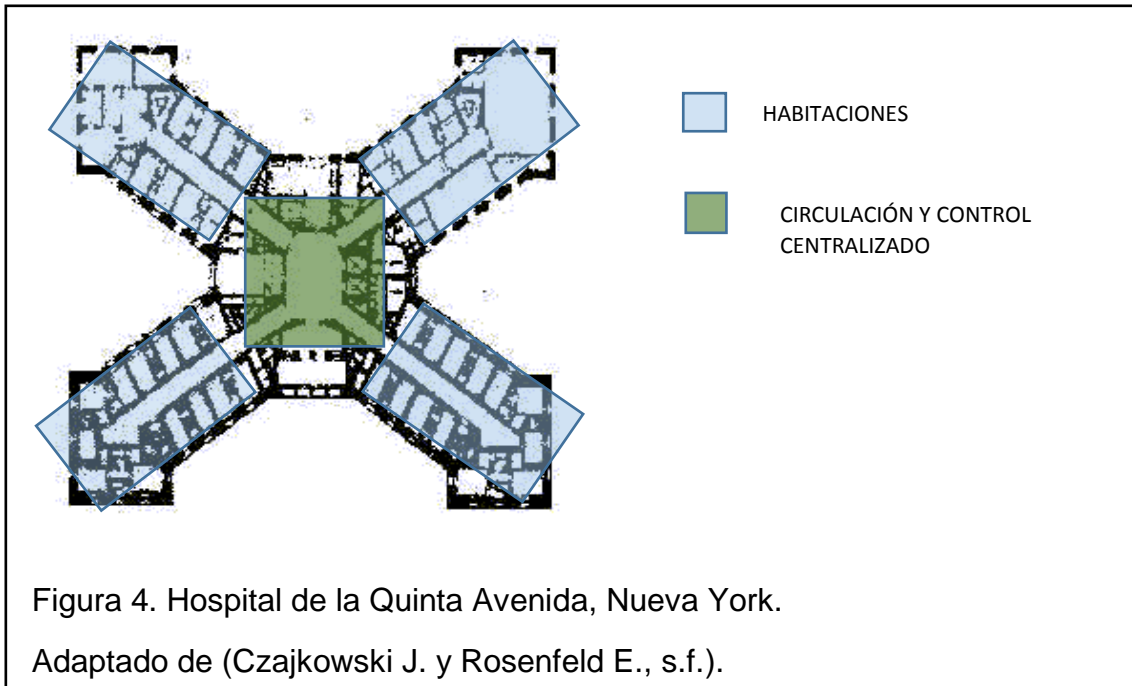 HABITACIONES
CIRCULACIÓN Y CONTROL
CENTRALIZADO
Figura 4. Hospital de la Quinta Avenida, Nueva York.
Adaptado de (Czajkowski J. y Rosenfeld E., s.f.).